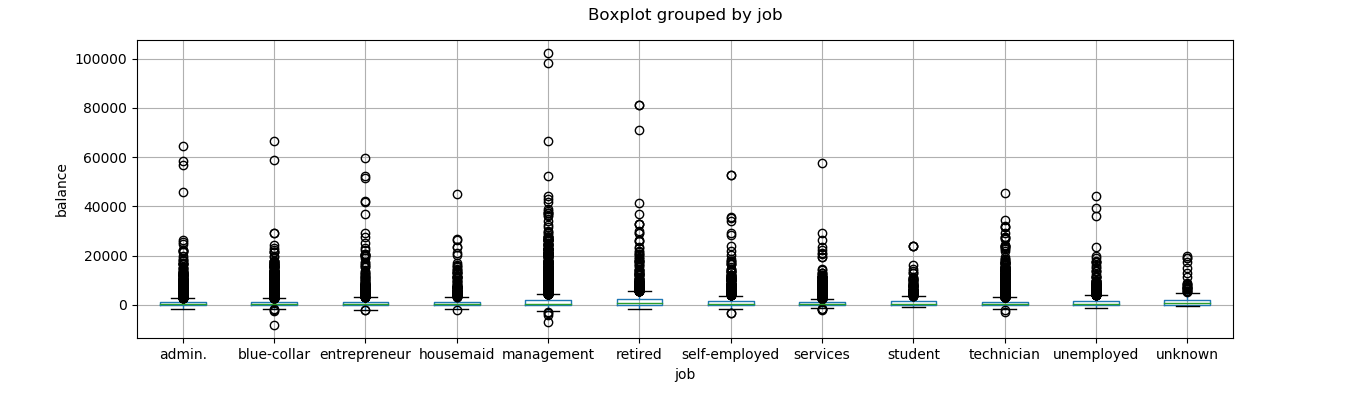 Boxplot grouped by job
100000
80000
60000
40000
20000
0
balance
admin. blue-collar entrepreneur housemaid management retired self-employed services student technician unemployed unknown
job